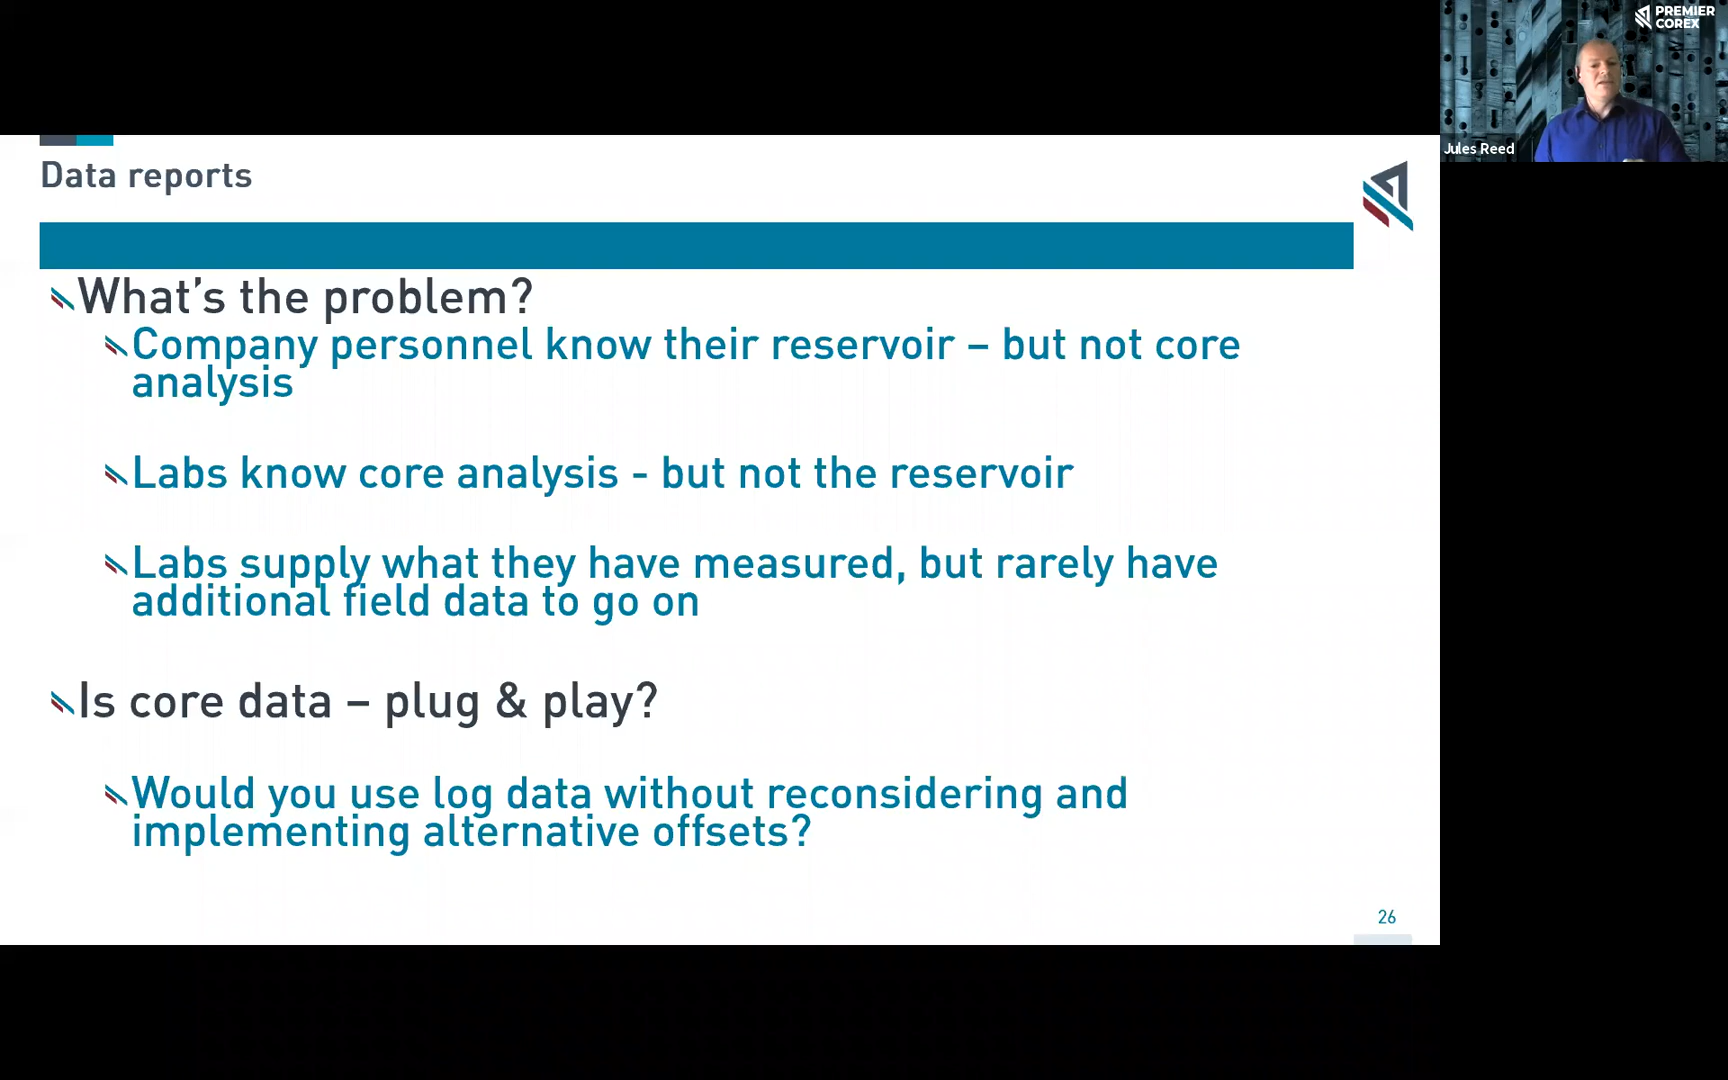 PREMIER
COREX
Jules Reed
Data reports
What's the problem?
Company personnel know their reservoir – but not core
analysis
Labs know core analysis - but not the reservoir
Labs supply what they have measured, but rarely have
additional field data to go on
Is core data – plug & play?
Would you use log data without reconsidering and
implementing alternative offsets?
26